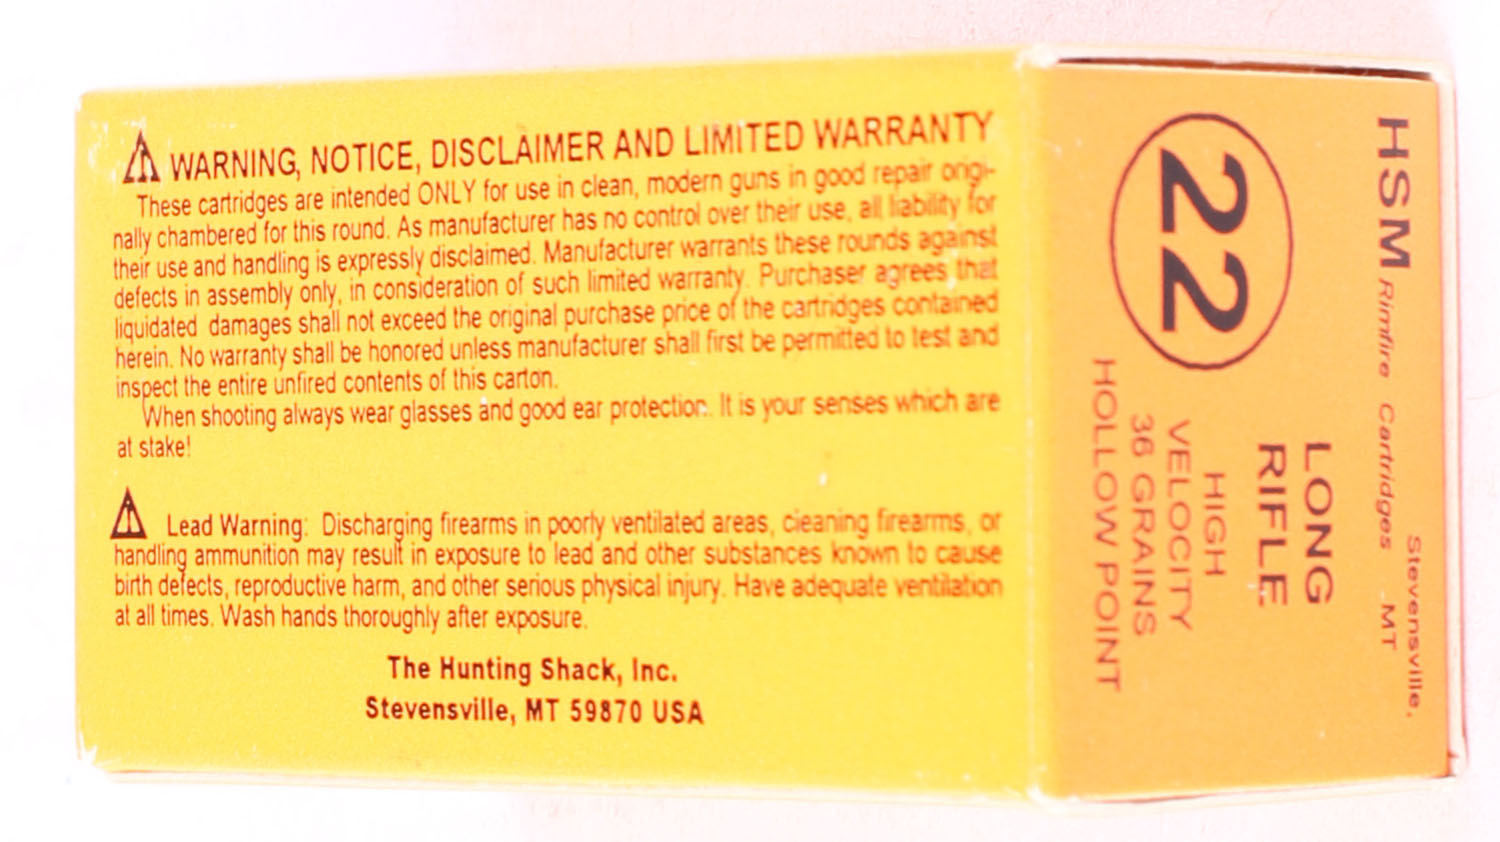 WARNING, NOTICE, DISCLAIMER AND LIMITED WARRANTY
These cartridges are intended ONLY for use in clean, modern guns in good repair origi-
nally chambered for this round. As manufacturer has no control over their use, all liability for
their use and handling is expressly disclaimed. Manufacturer warrants these rounds against
defects in assembly only, in consideration of such limited warranty. Purchaser agrees that
liquidated damages shall not exceed the original purchase price of the cartridges contained
herein. No warranty shall be honored unless manufacturer shall first be permitted to test and
inspect the entire unfired contents of this carton.
When shooting always wear glasses and good ear protection. It is your senses which are
at stake!
Lead Warning: Discharging firearms in poorly ventilated areas, cleaning firearms, or
handling ammunition may result in exposure to lead and other substances known to cause
birth defects, reproductive harm, and other serious physical injury. Have adequate ventilation
at all times. Wash hands thoroughly after exposure.
The Hunting Shack, Inc.
Stevensville, MT 59870 USA
HSM Rimfire Cartridges
Stevensville,
MT
22
LONG
RIFLE
HIGH
VELOCITY
36 GRAINS
HOLLOW POINT